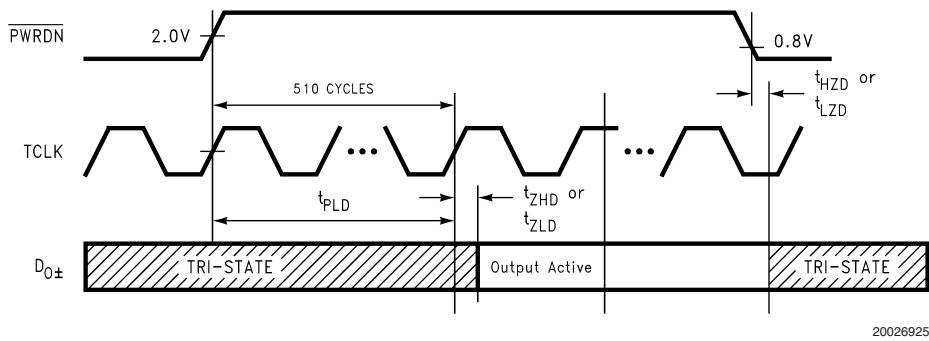 PWRDN
2.0V
0.8V
tHZD or
tLZD
510 CYCLES
TCLK
•••
•••
tPLD
tZHD or
tZLD
DO±
TRI-STATE
Output Active
TRI-STATE
20026925